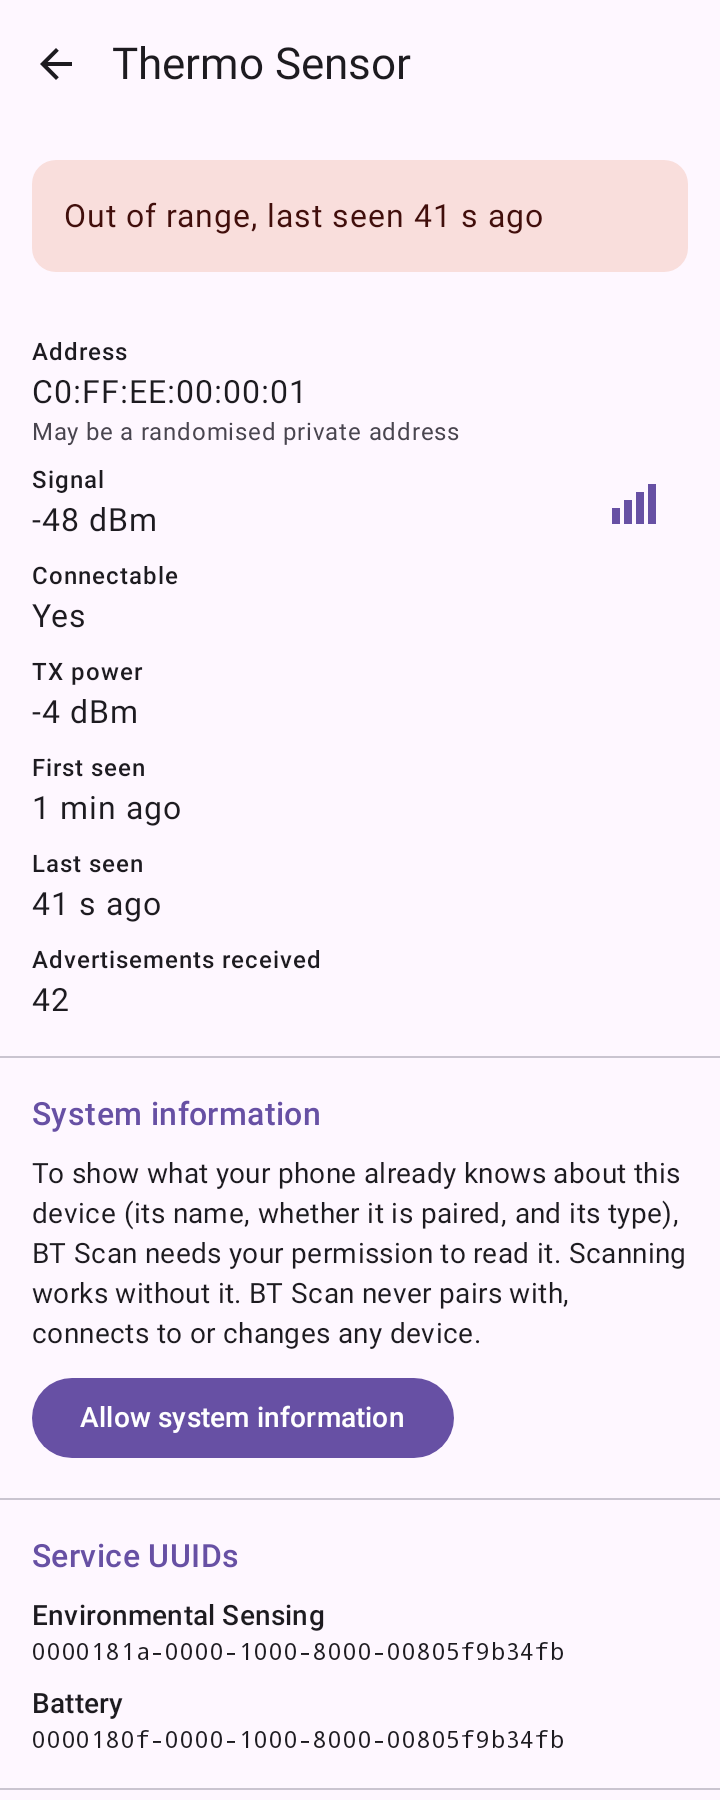 Thermo Sensor
Out of range, last seen 41 s ago
Address
C0:FF:EE:00:00:01
May be a randomised private address
Signal
-48 dBm
Connectable
Yes
TX power
-4 dBm
First seen
1 min ago
Last seen
41 s ago
Advertisements received
42
System information
To show what your phone already knows about this
device (its name, whether it is paired, and its type),
BT Scan needs your permission to read it. Scanning
works without it. BT Scan never pairs with,
connects to or changes any device.
Allow system information
Service UUIDs
Environmental Sensing
0000181a-0000-1000-8000-00805f9b34fb
Battery
0000180f-0000-1000-8000-00805f9b34fb